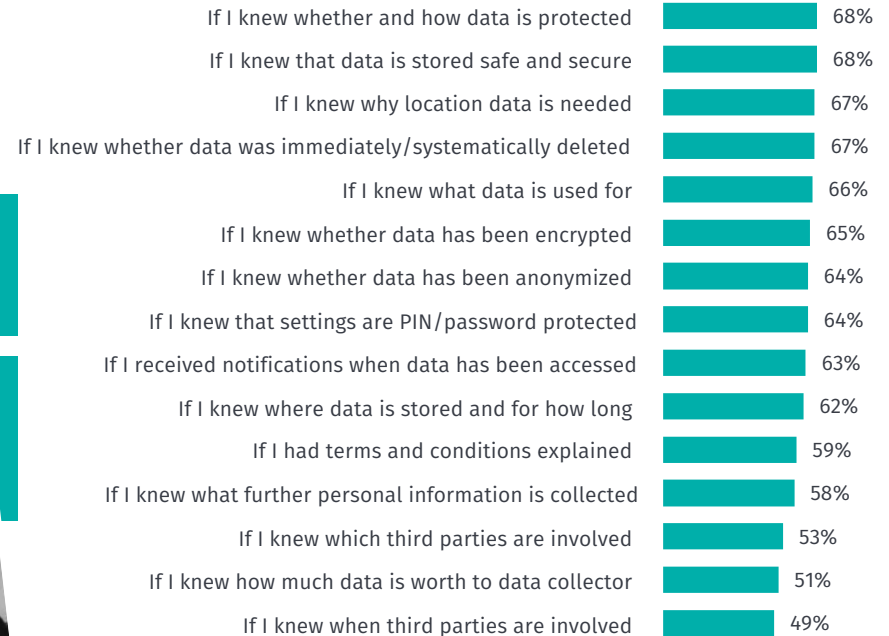 If I knew whether and how data is protected 68%
If I knew that data is stored safe and secure 68%
If I knew why location data is needed 67%
If I knew whether data was immediately/systematically deleted 67%
If I knew what data is used for 66%
If I knew whether data has been encrypted 65%
If I knew whether data has been anonymized 64%
If I knew that settings are PIN/password protected 64%
If I received notifications when data has been accessed 63%
If I knew where data is stored and for how long 62%
If I had terms and conditions explained 59%
If I knew what further personal information is collected 58%
If I knew which third parties are involved 53%
If I knew how much data is worth to data collector 51%
If I knew when third parties are involved 49%